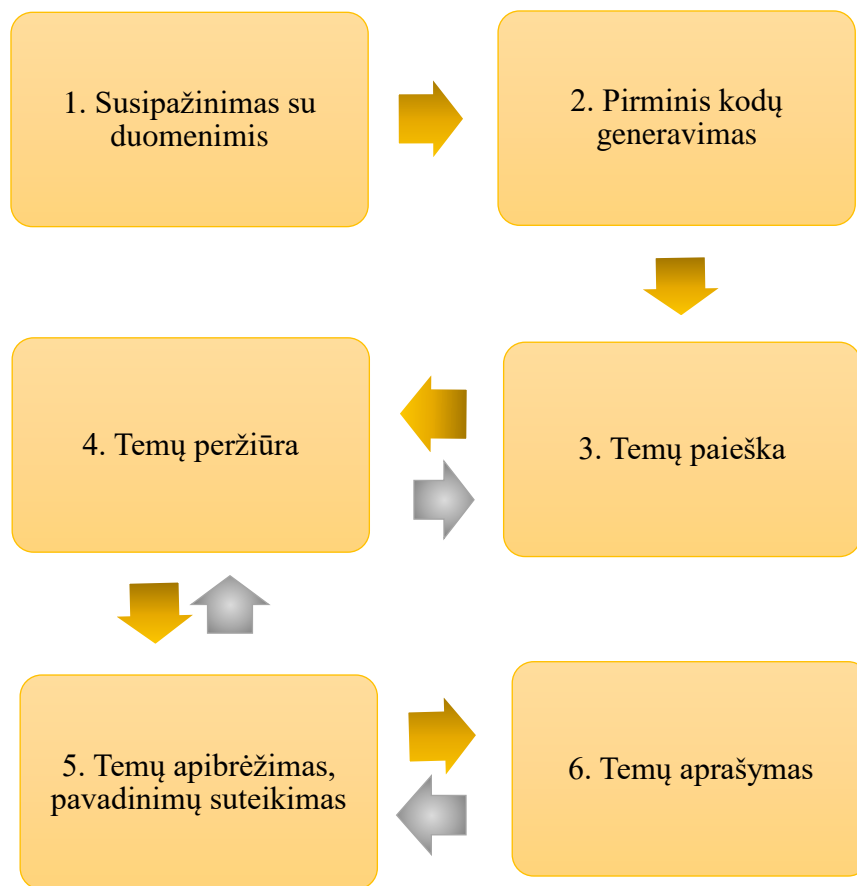 1. Susipažinimas su
duomenimis
2. Pirminis kodų
generavimas
3. Temų paieška
4. Temų peržiūra
5. Temų apibrėžimas,
pavadinimų suteikimas
6. Temų aprašymas